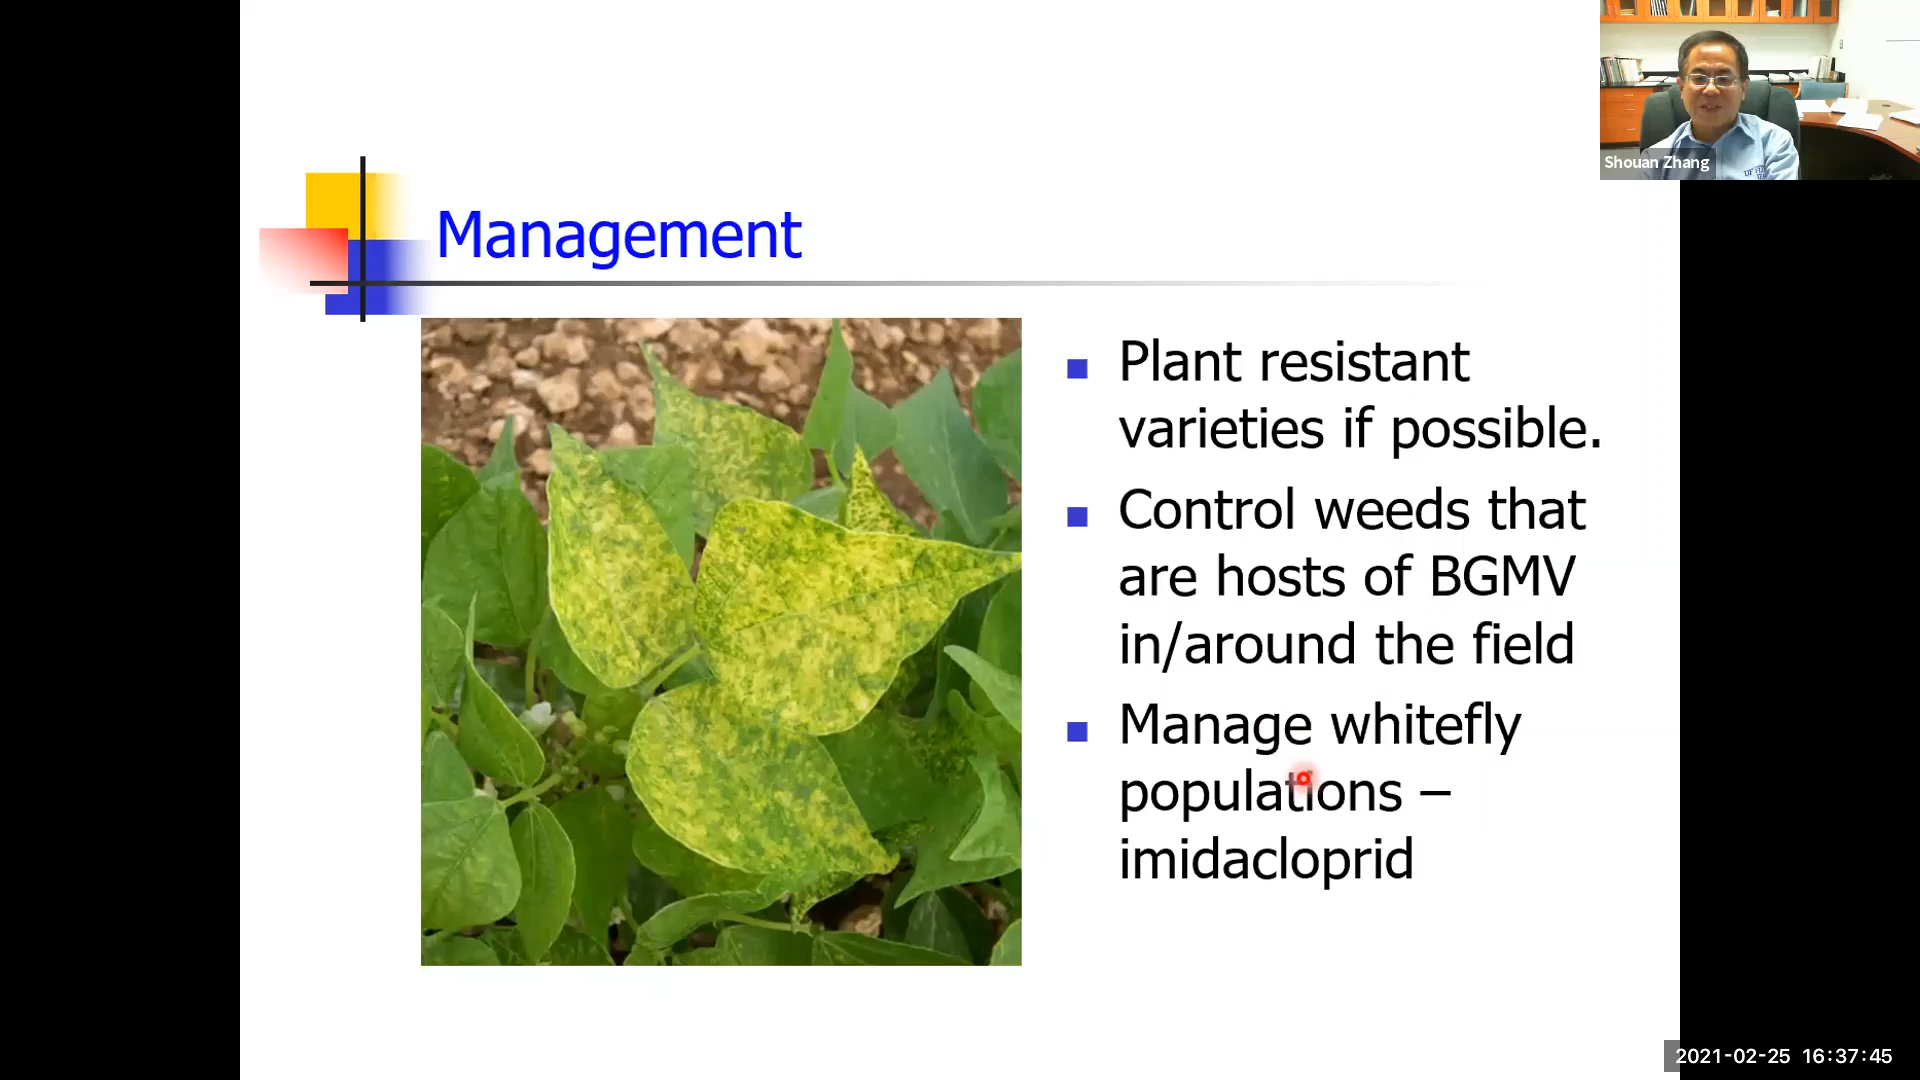 Shouan Zhang
Management
Plant resistant
varieties if possible.
Control weeds that
are hosts of BGMV
in/around the field
Manage whitefly
populations –
imidacloprid
2021-02-25 16:37:45